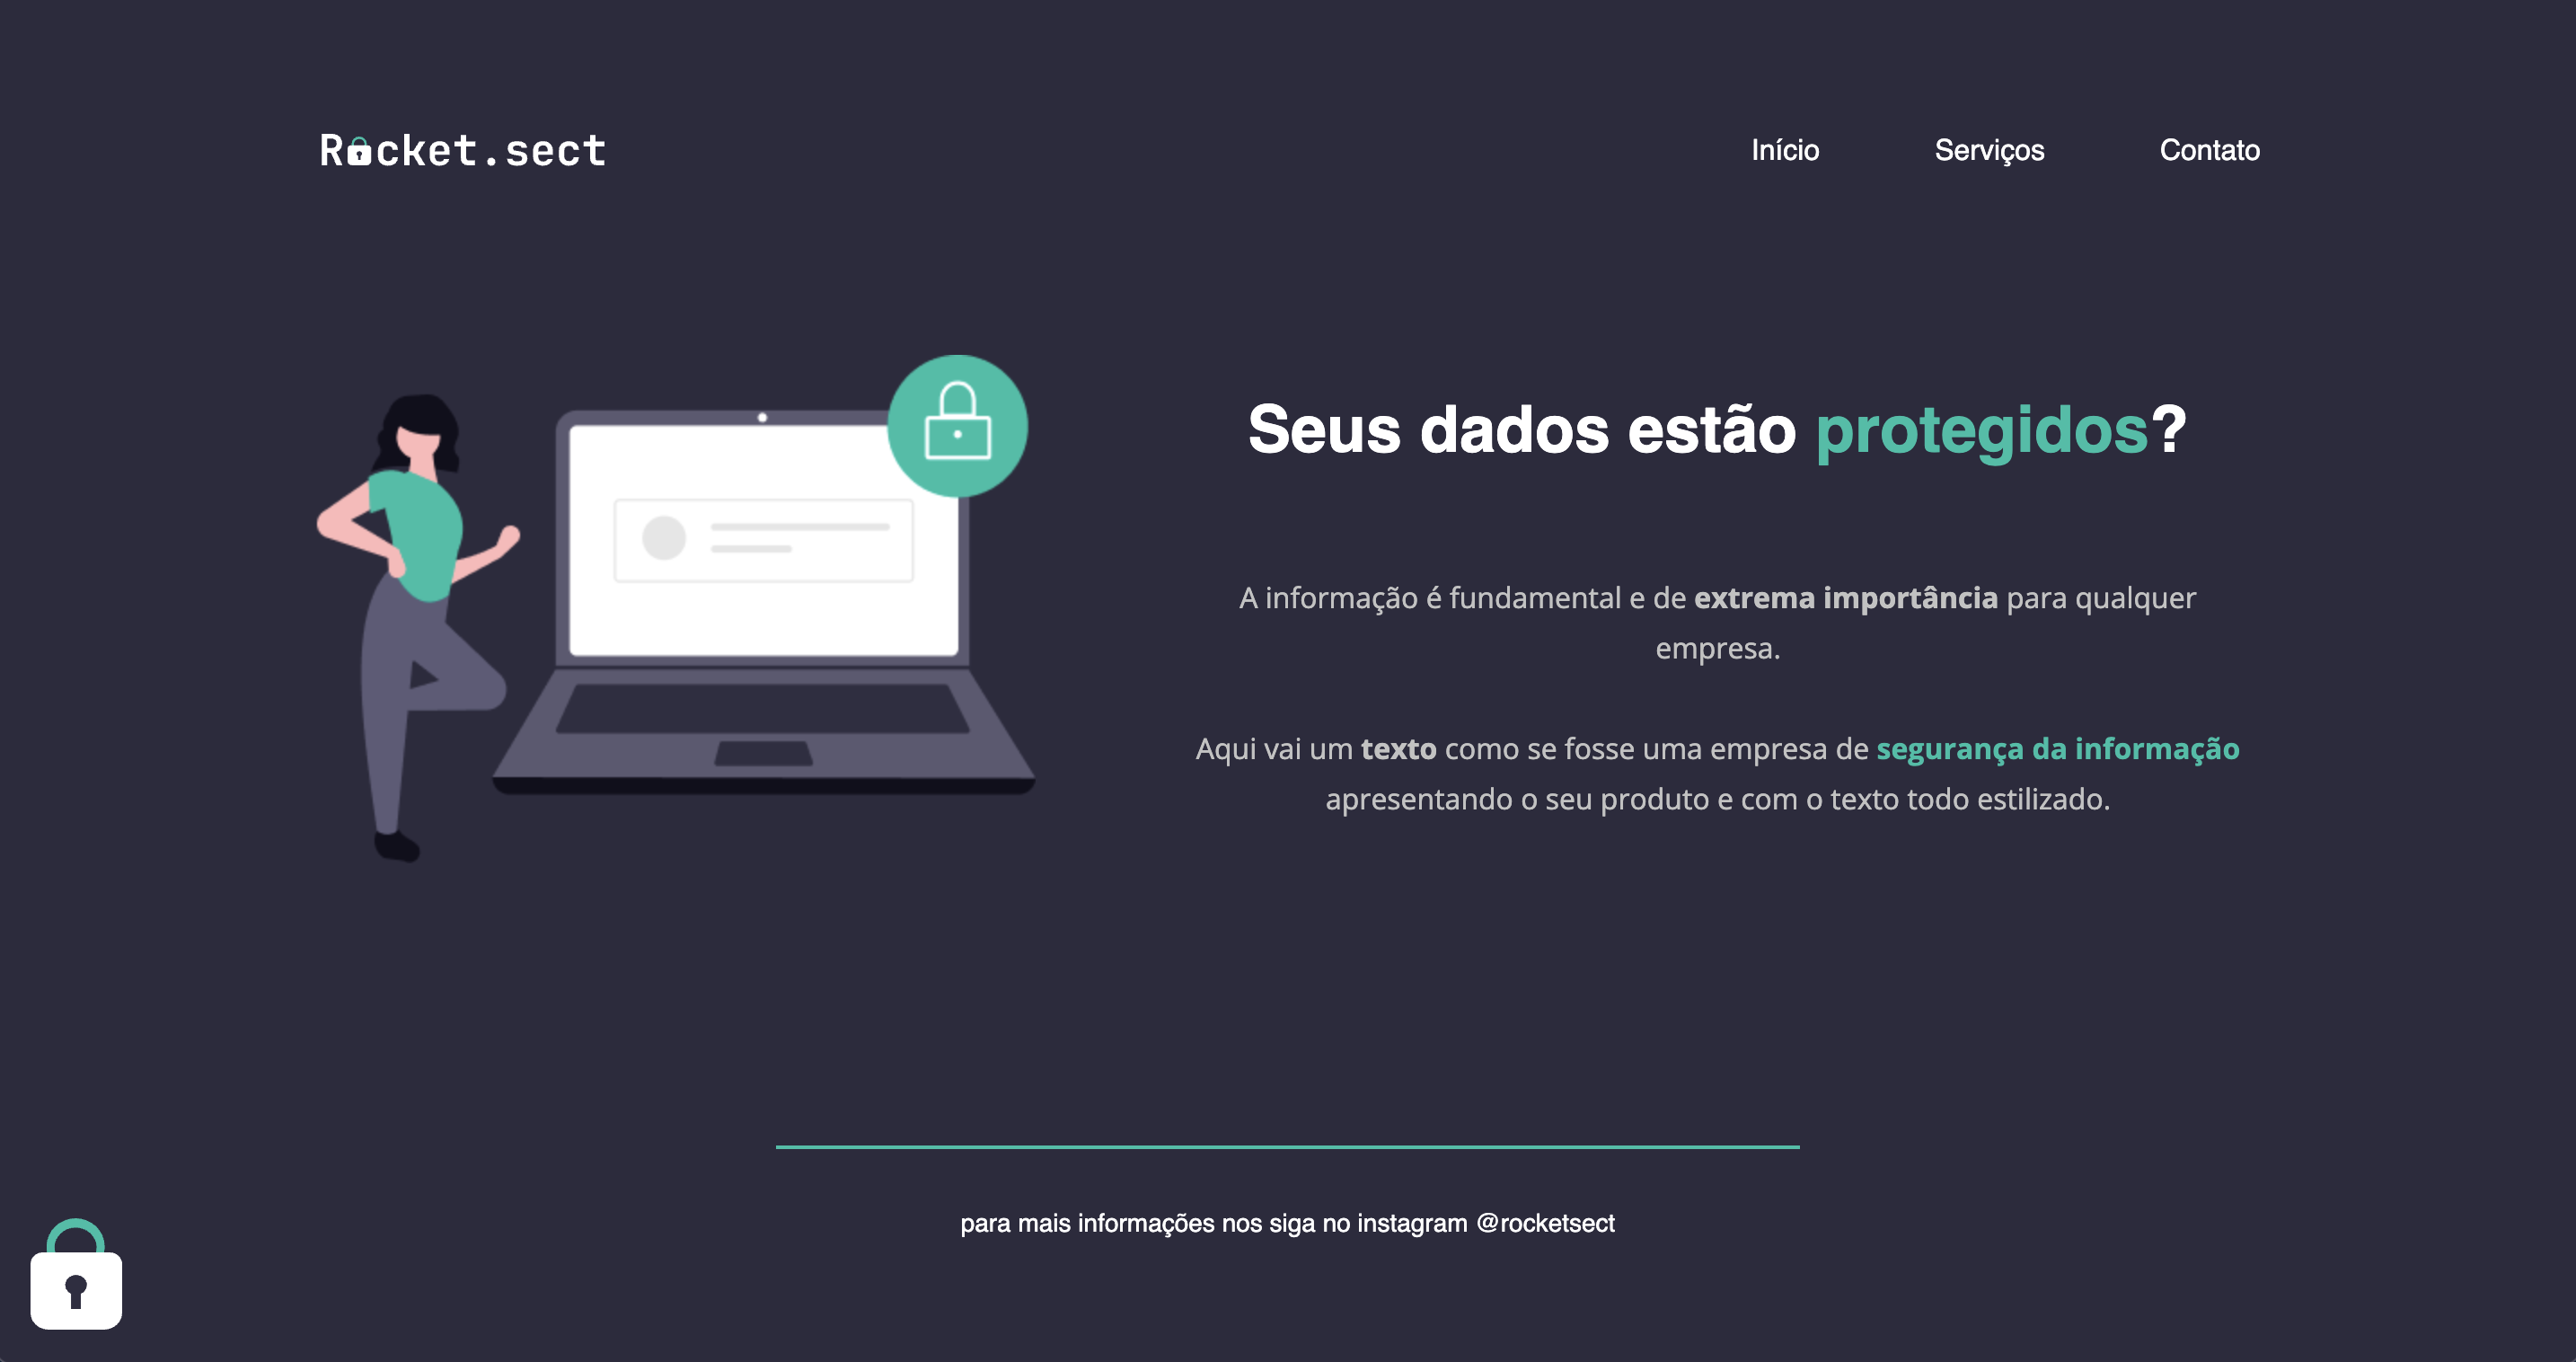 Rocket.sect
Início Serviços Contato
Seus dados estão protegidos?
A informação é fundamental e de extrema importância para qualquer
empresa.
Aqui vai um texto como se fosse uma empresa de segurança da informação
apresentando o seu produto e com o texto todo estilizado.
para mais informações nos siga no instagram @rocketsect